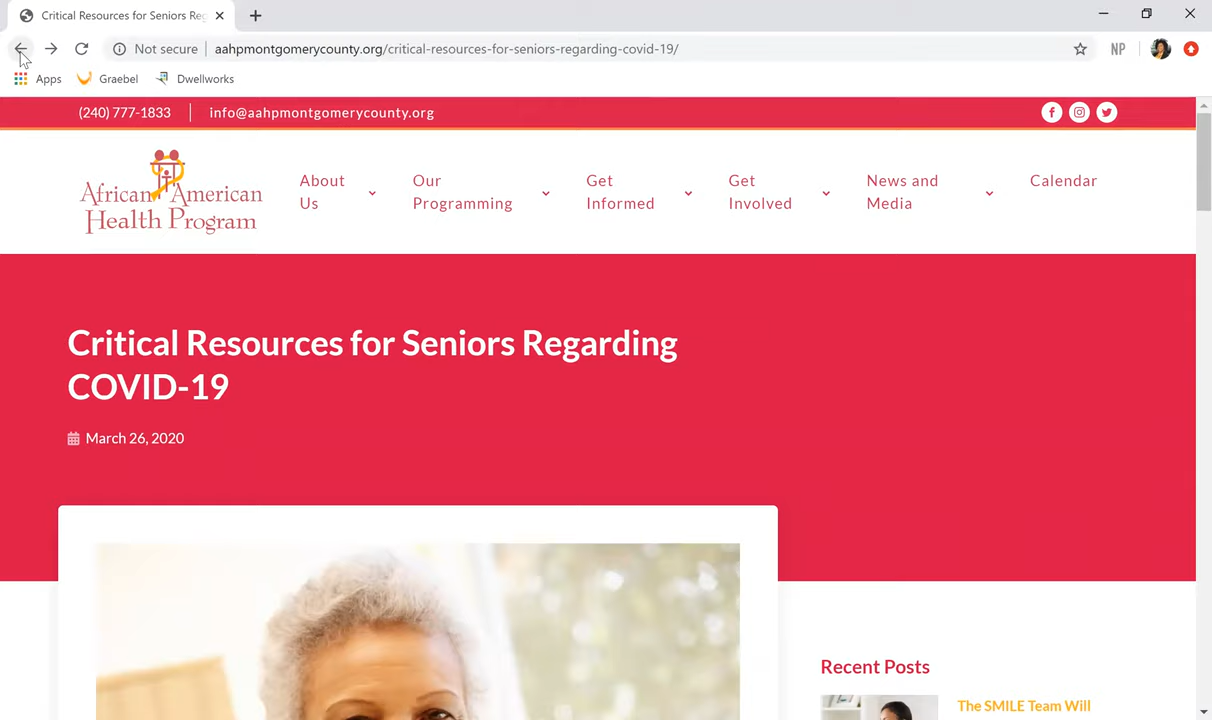 Critical Resources for Seniors Reg
Not secure
aahpmontgomerycounty.org/critical-resources-for-seniors-regarding-covid-19/
NP
Apps
Graebel
Dwellworks
(240) 777-1833
info@aahpmontgomerycounty.org
African American
Health Program
About
Us
Our
Programming
Get
Informed
Get
Involved
News and
Media
Calendar
Critical Resources for Seniors Regarding
COVID-19
March 26, 2020
Recent Posts
The SMILE Team Will